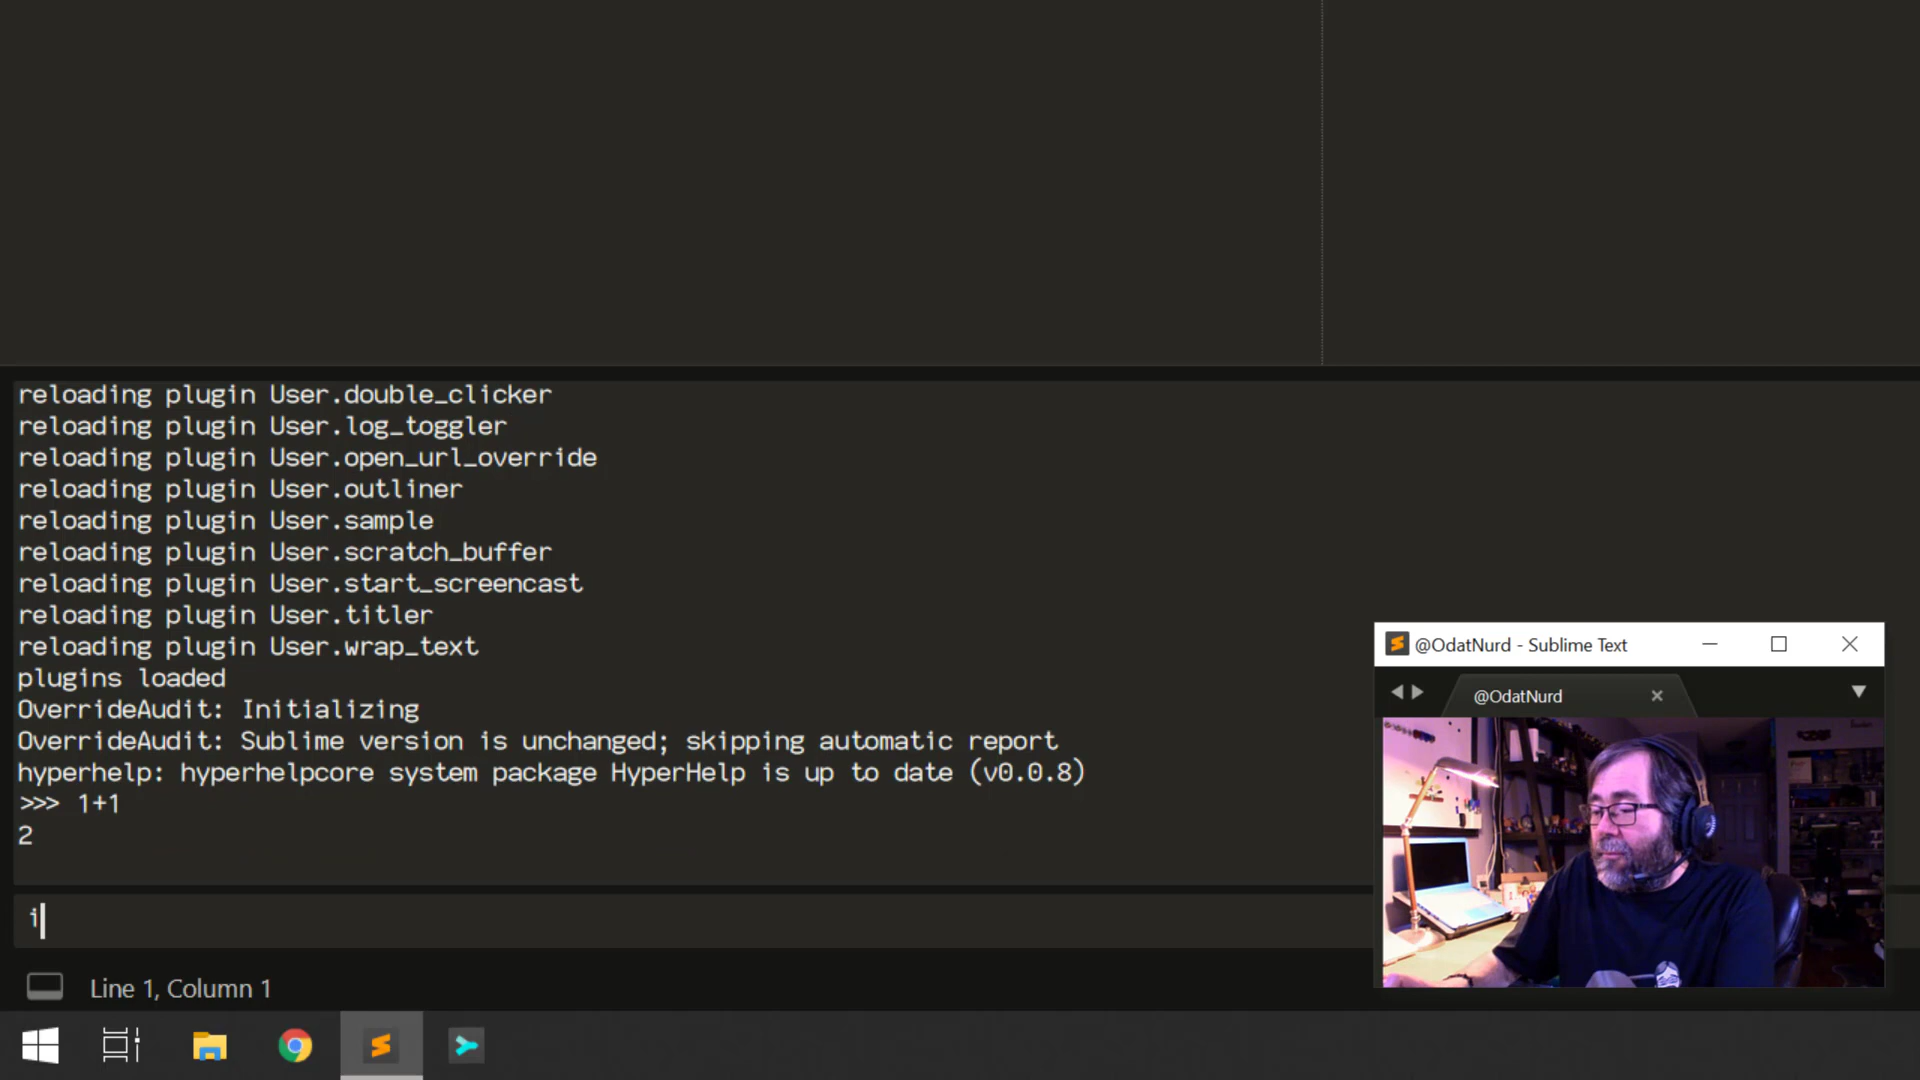 reloading plugin User.double_clicker
reloading plugin User.log_toggler
reloading plugin User.open_url_override
reloading plugin User.outliner
reloading plugin User.sample
reloading plugin User.scratch_buffer
reloading plugin User.start_screencast
reloading plugin User.titler
reloading plugin User.wrap_text
plugins loaded
OverrideAudit: Initializing
OverrideAudit: Sublime version is unchanged; skipping automatic report
hyperhelp: hyperhelpcore system package HyperHelp is up to date (v0.0.8)
>>> 1+1
2
i
Line 1, Column 1
@OdatNurd - Sublime Text
@OdatNurd